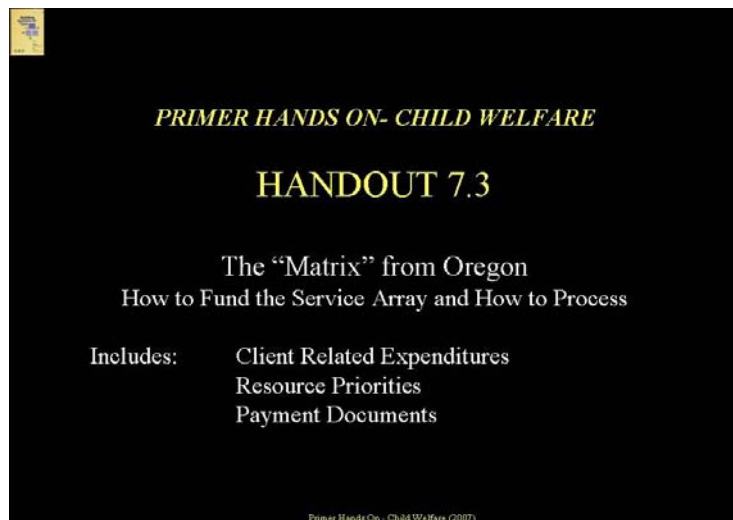 PRIMER HANDS ON- CHILD WELFARE
HANDOUT 7.3
The “Matrix” from Oregon
How to Fund the Service Array and How to Process
Includes: Client Related Expenditures
Resource Priorities
Payment Documents
Primer Hands On - Child Welfare (2007)